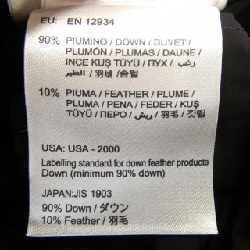 EU: EN 12934
90% PIUMINO / DOWN / DUVET /
PLUMÓN / PLUMAS / DAUNE /
INCE KUŞ TÜYÜ / ПУХ / زغب
الطير / 羽绒 / 솜털
10% PIUMA / FEATHER / PLUME /
PLUMA / PENA / FEDER / KUŞ
TÜYÜ / ПЕРО / ريش / 羽毛 / 깃털
USA: USA - 2000
Labelling standard for down feather products
Down (minimum 90% down)
JAPAN:JIS 1903
90% Down / ダウン
10% Feather / 羽毛